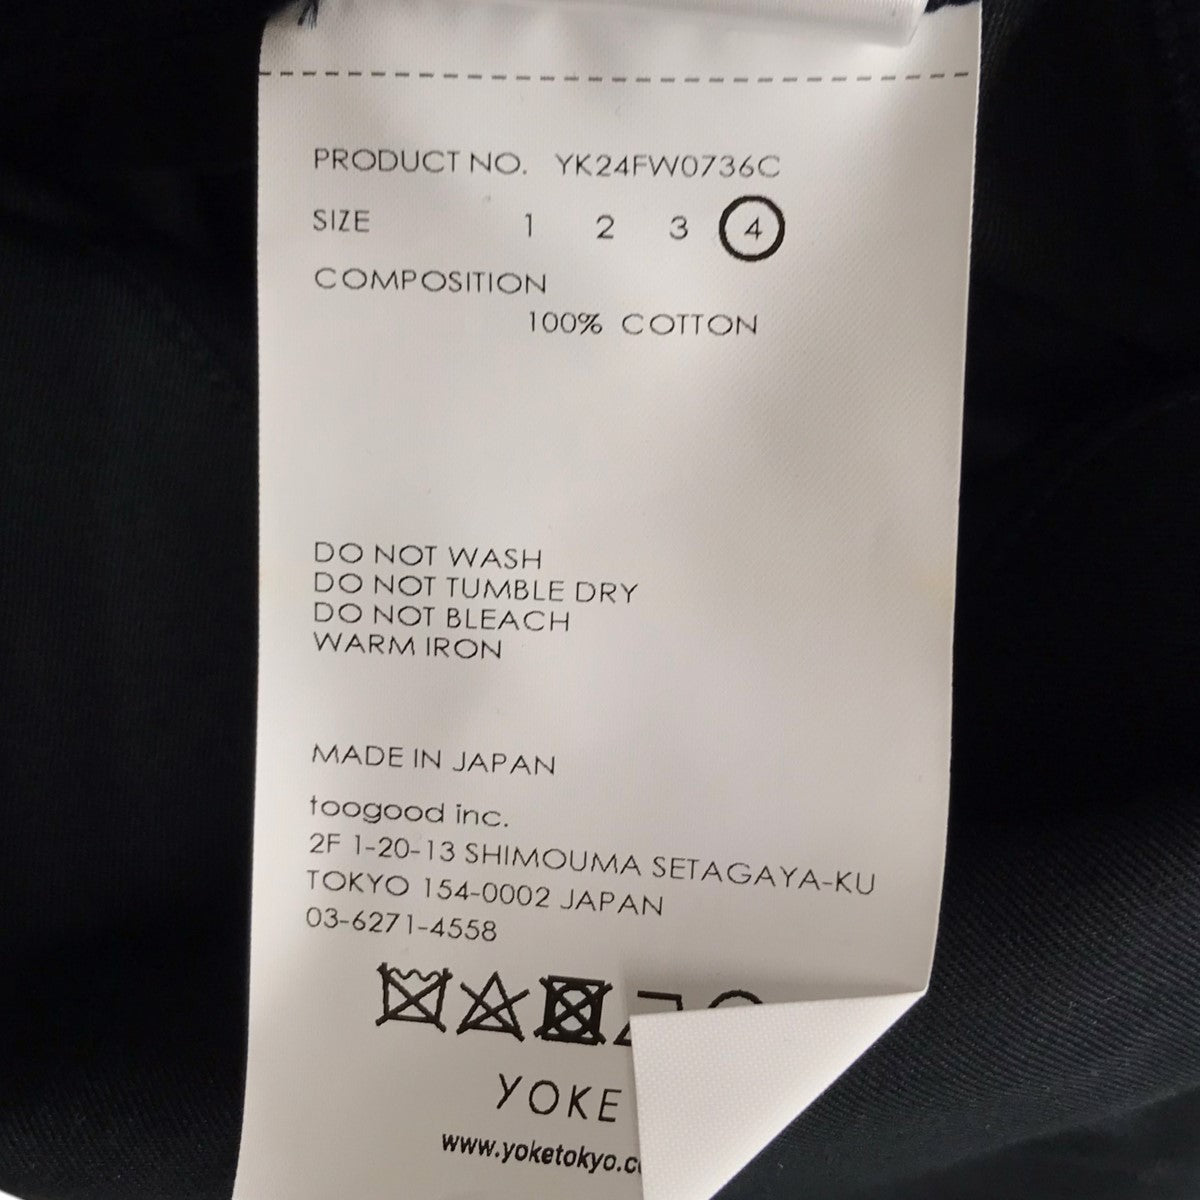 PRODUCT NO. YK24FW0736C
SIZE 1 2 3 4
COMPOSITION
100% COTTON
DO NOT WASH
DO NOT TUMBLE DRY
DO NOT BLEACH
WARM IRON
MADE IN JAPAN
toogood inc.
2F 1-20-13 SHIMOUMA SETAGAYA-KU
TOKYO 154-0002 JAPAN
03-6271-4558
YOKE
www.yoketokyo.c